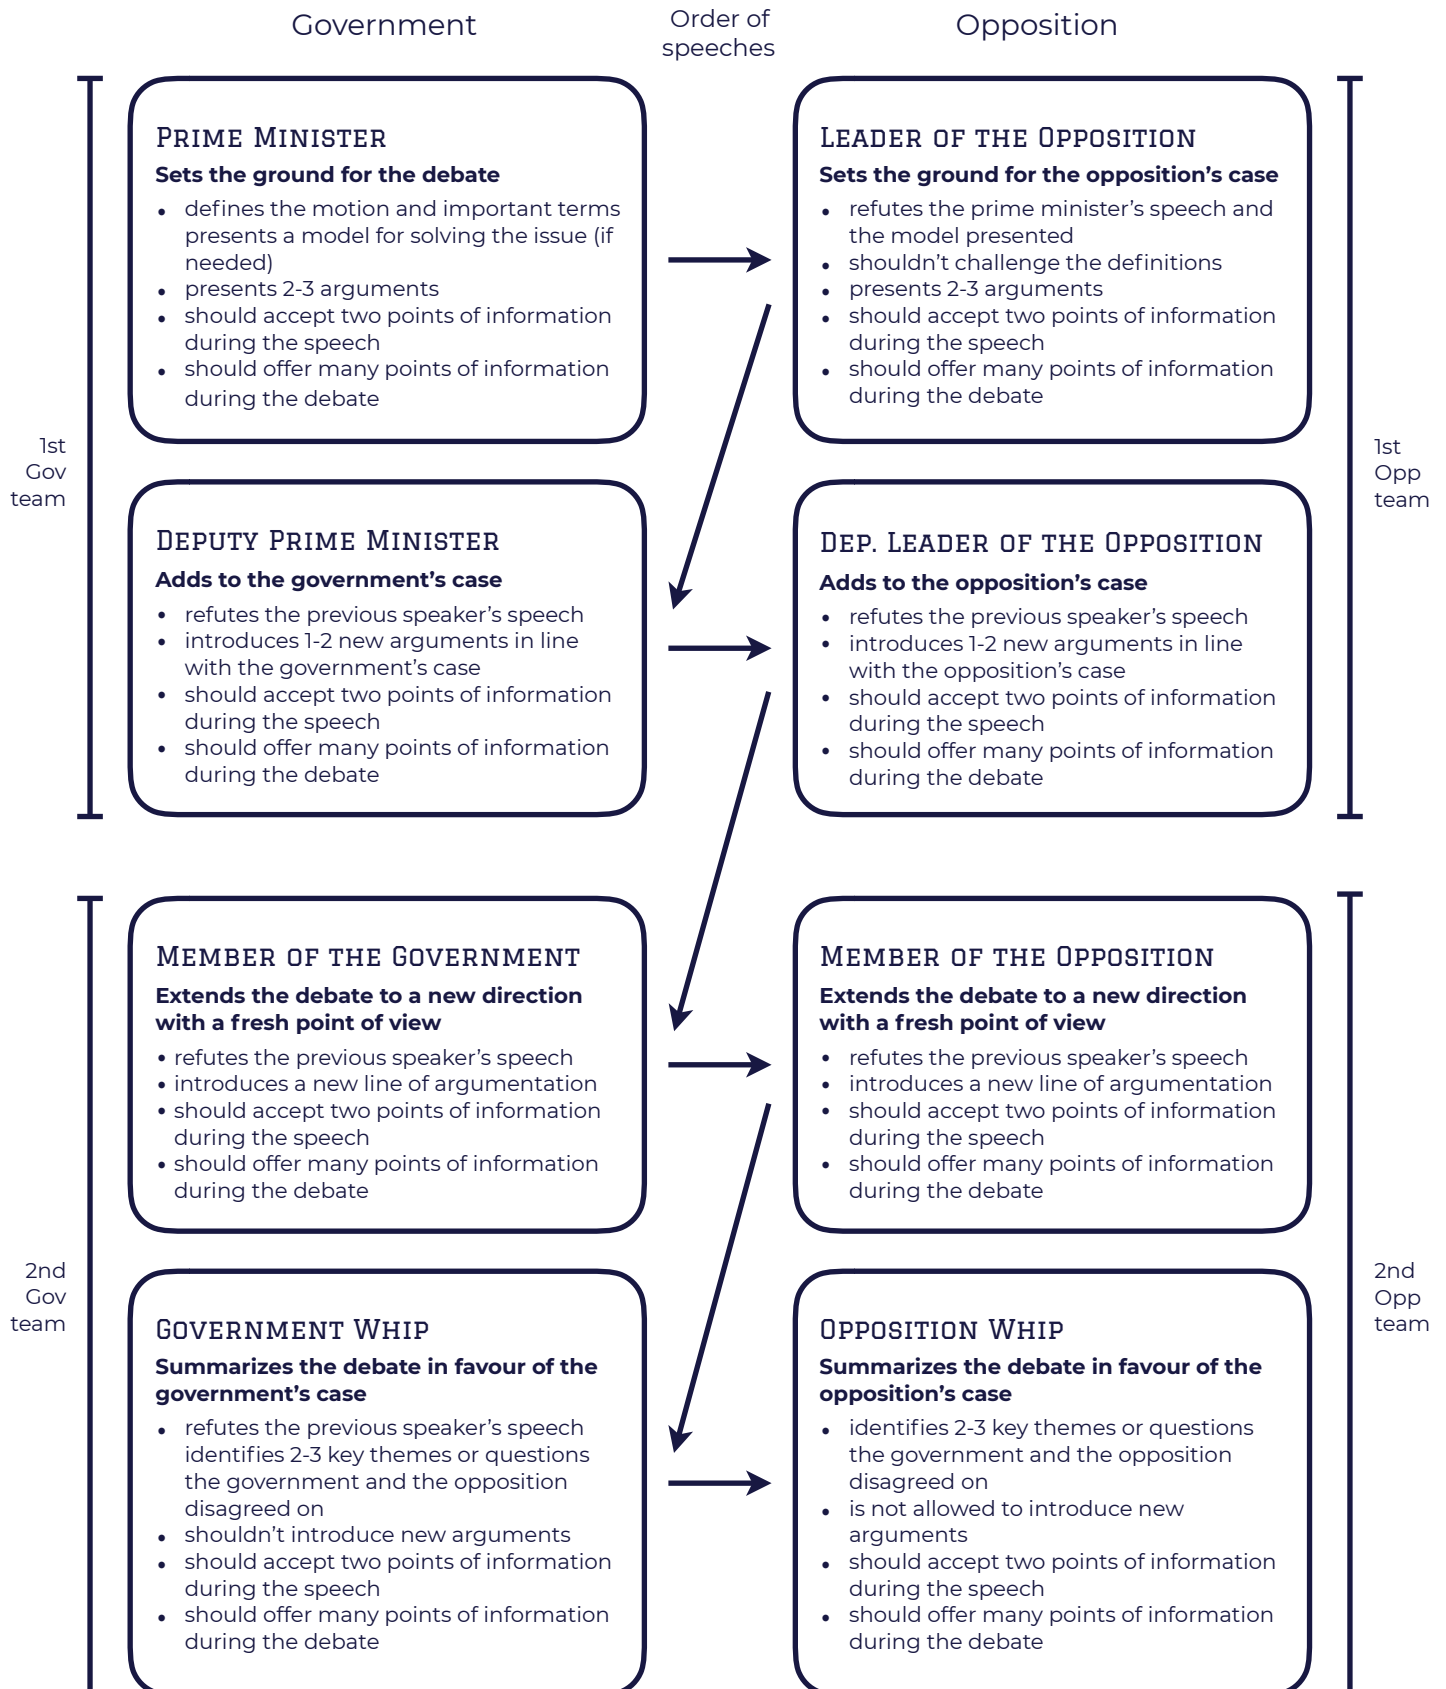 Government
Order of
speeches
Opposition
1st
Gov
team
PRIME MINISTER
Sets the ground for the debate
• defines the motion and important terms
presents a model for solving the issue (if
needed)
• presents 2-3 arguments
• should accept two points of information
during the speech
• should offer many points of information
during the debate
LEADER OF THE OPPOSITION
Sets the ground for the opposition's case
• refutes the prime minister's speech and
the model presented
• shouldn't challenge the definitions
• presents 2-3 arguments
• should accept two points of information
during the speech
• should offer many points of information
during the debate
1st
Opp
team
DEPUTY PRIME MINISTER
Adds to the government's case
• refutes the previous speaker's speech
• introduces 1-2 new arguments in line
with the government's case
• should accept two points of information
during the speech
• should offer many points of information
during the debate
DEP. LEADER OF THE OPPOSITION
Adds to the opposition's case
• refutes the previous speaker's speech
• introduces 1-2 new arguments in line
with the opposition's case
• should accept two points of information
during the speech
• should offer many points of information
during the debate
2nd
Gov
team
MEMBER OF THE GOVERNMENT
Extends the debate to a new direction
with a fresh point of view
• refutes the previous speaker's speech
• introduces a new line of argumentation
• should accept two points of information
during the speech
• should offer many points of information
during the debate
MEMBER OF THE OPPOSITION
Extends the debate to a new direction
with a fresh point of view
• refutes the previous speaker's speech
• introduces a new line of argumentation
• should accept two points of information
during the speech
• should offer many points of information
during the debate
2nd
Opp
team
GOVERNMENT WHIP
Summarizes the debate in favour of the
government's case
• refutes the previous speaker's speech
identifies 2-3 key themes or questions
the government and the opposition
disagreed on
• shouldn't introduce new arguments
• should accept two points of information
during the speech
• should offer many points of information
during the debate
OPPOSITION WHIP
Summarizes the debate in favour of the
opposition's case
• identifies 2-3 key themes or questions
the government and the opposition
disagreed on
• is not allowed to introduce new
arguments
• should accept two points of information
during the speech
• should offer many points of information
during the debate